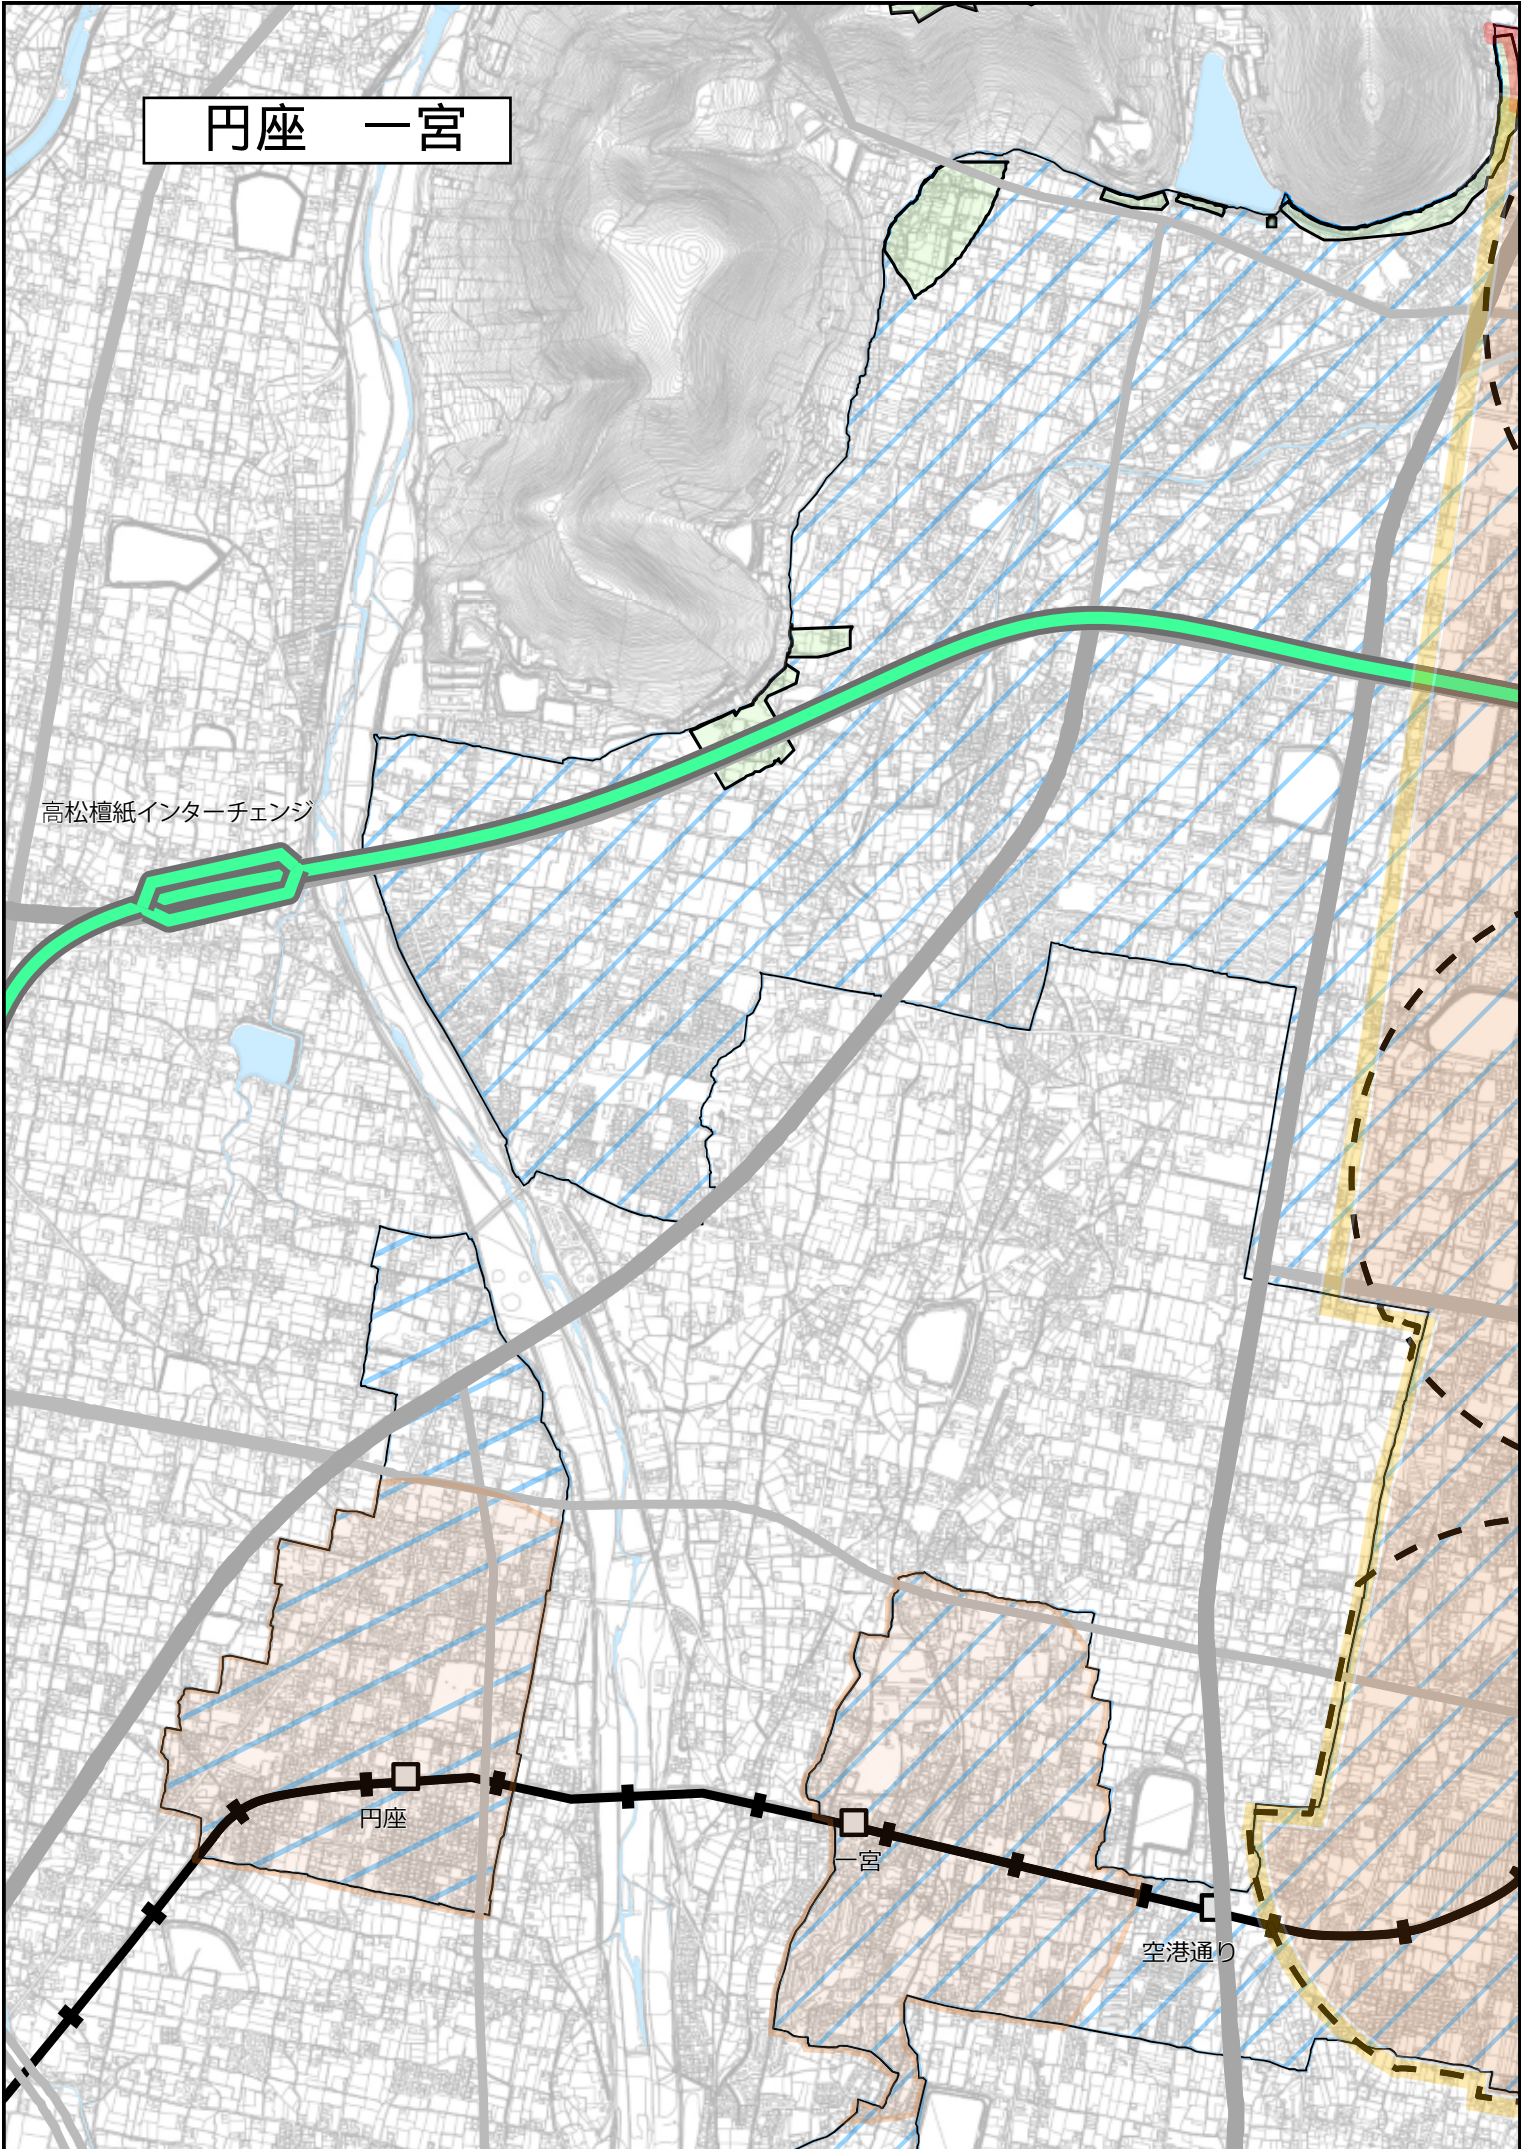 円座　一宮
高松檀紙インターチェンジ
円座
一宮
空港通り